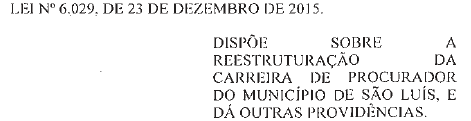 LEI Nº 6.029, DE 23 DE DEZEMBRO DE 2015.
DISPÕE SOBRE A
REESTRUTURAÇÃO DA
CARREIRA DE PROCURADOR
DO MUNICÍPIO DE SÃO LUÍS, E
DÁ OUTRAS PROVIDÊNCIAS.